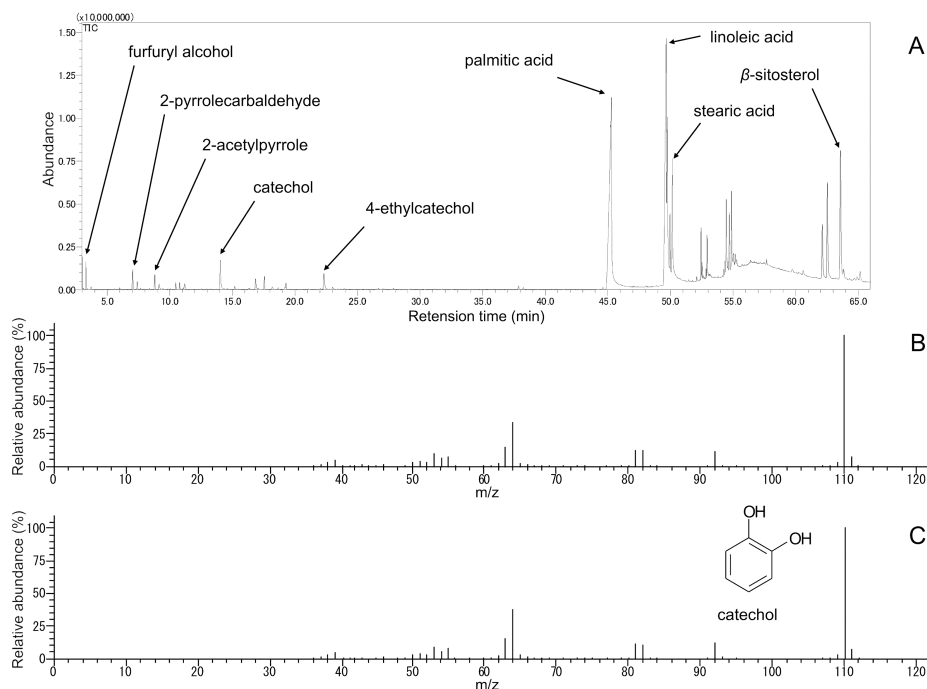 (x10,000,000)
TIC
A
1.50
1.25
1.00
0.75
0.50
0.25
0.00
Abundance
furfuryl alcohol
2-pyrrolecarbaldehyde
2-acetylpyrrole
catechol
4-ethylcatechol
palmitic acid
linoleic acid
stearic acid
β-sitosterol
5.0 10.0 15.0 20.0 25.0 30.0 35.0 40.0 45.0 50.0 55.0 60.0 65.0
Retension time (min)
B
Relative abundance (%)
100
75
50
25
0
0 10 20 30 40 50 60 70 80 90 100 110 120
m/z
C
Relative abundance (%)
100
75
50
25
0
OH
OH
catechol
0 10 20 30 40 50 60 70 80 90 100 110 120
m/z